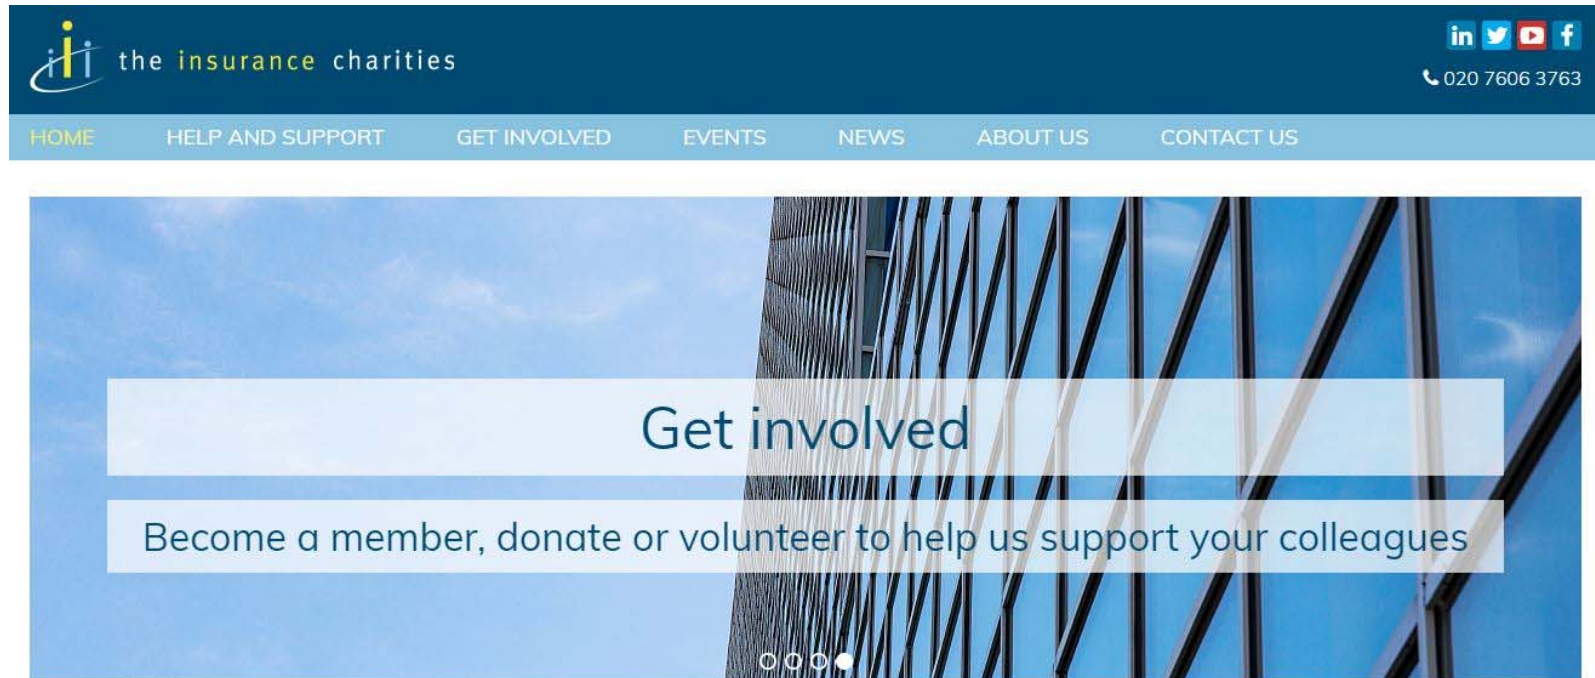 the insurance charities
020 7606 3763
HOME HELP AND SUPPORT GET INVOLVED EVENTS NEWS ABOUT US CONTACT US
Get involved
Become a member, donate or volunteer to help us support your colleagues